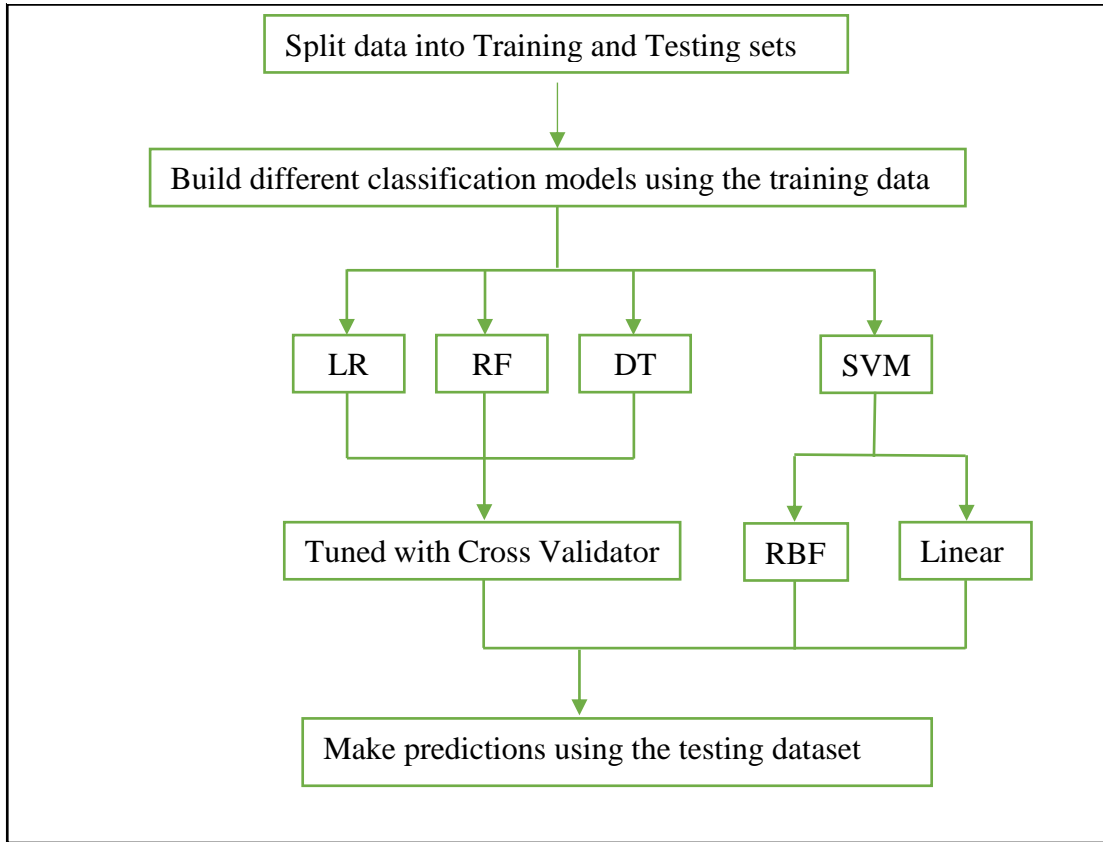 Split data into Training and Testing sets
Build different classification models using the training data
LR
RF
DT
SVM
Tuned with Cross Validator
RBF
Linear
Make predictions using the testing dataset